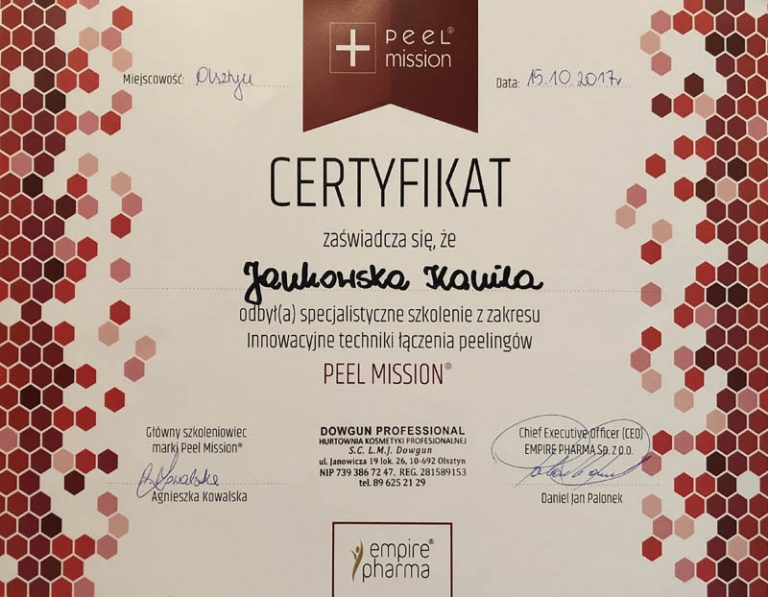 PEEL®
mission
Miejscowość: Olsztyn
Data: 15.10.2017r
CERTYFIKAT
zaświadcza się, że
Jankowska Kamila
odbył(a) specjalistyczne szkolenie z zakresu
Innowacyjne techniki łączenia peelingów
PEEL MISSION®
Główny szkoleniowiec
marki Peel Mission®
A. Kowalska
Agnieszka Kowalska
DOWGUN PROFESSIONAL
HURTOWNIA KOSMETYKI PROFESJONALNEJ
S.C. L.M.J. Dowgun
ul. Janowicza 19 lok. 26, 10-692 Olsztyn
NIP 739 386 72 47, REG. 281589153
tel. 89 625 21 29
Chief Executive Officer (CEO)
EMPIRE PHARMA Sp. z o.o.
Daniel Jan Palonek
empire®
pharma